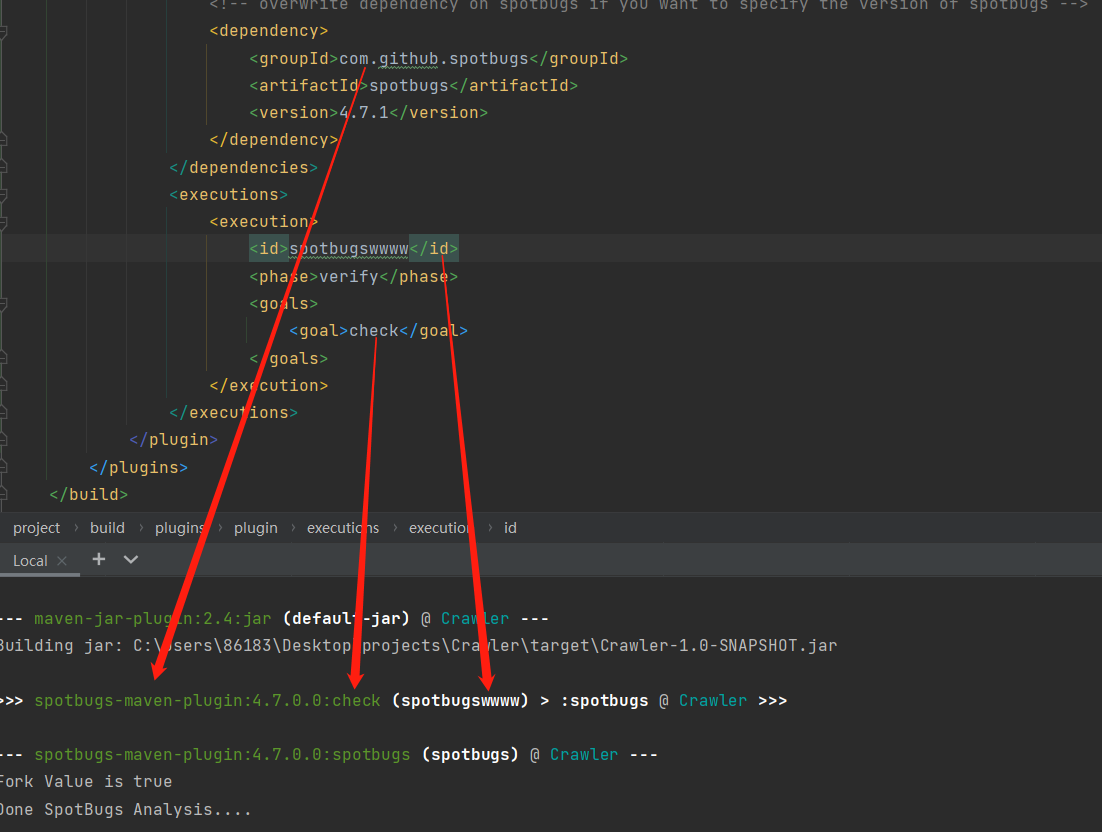 <!-- overwrite dependency on spotbugs if you want to specify the version of spotbugs -->
<dependency>
<groupId>com.github.spotbugs</groupId>
<artifactId>spotbugs</artifactId>
<version>4.7.1</version>
</dependency>
</dependencies>
<executions>
<execution>
<id>spotbugswwww</id>
<phase>verify</phase>
<goals>
<goal>check</goal>
</goals>
</execution>
</executions>
</plugin>
</plugins>
</build>
project › build › plugins › plugin › executions › execution › id
Local × +
--- maven-jar-plugin:2.4:jar (default-jar) @ Crawler ---
Building jar: C:\Users\86183\Desktop\projects\Crawler\target\Crawler-1.0-SNAPSHOT.jar
>>> spotbugs-maven-plugin:4.7.0.0:check (spotbugswwww) > :spotbugs @ Crawler >>>
--- spotbugs-maven-plugin:4.7.0.0:spotbugs (spotbugs) @ Crawler ---
Fork Value is true
Done SpotBugs Analysis....